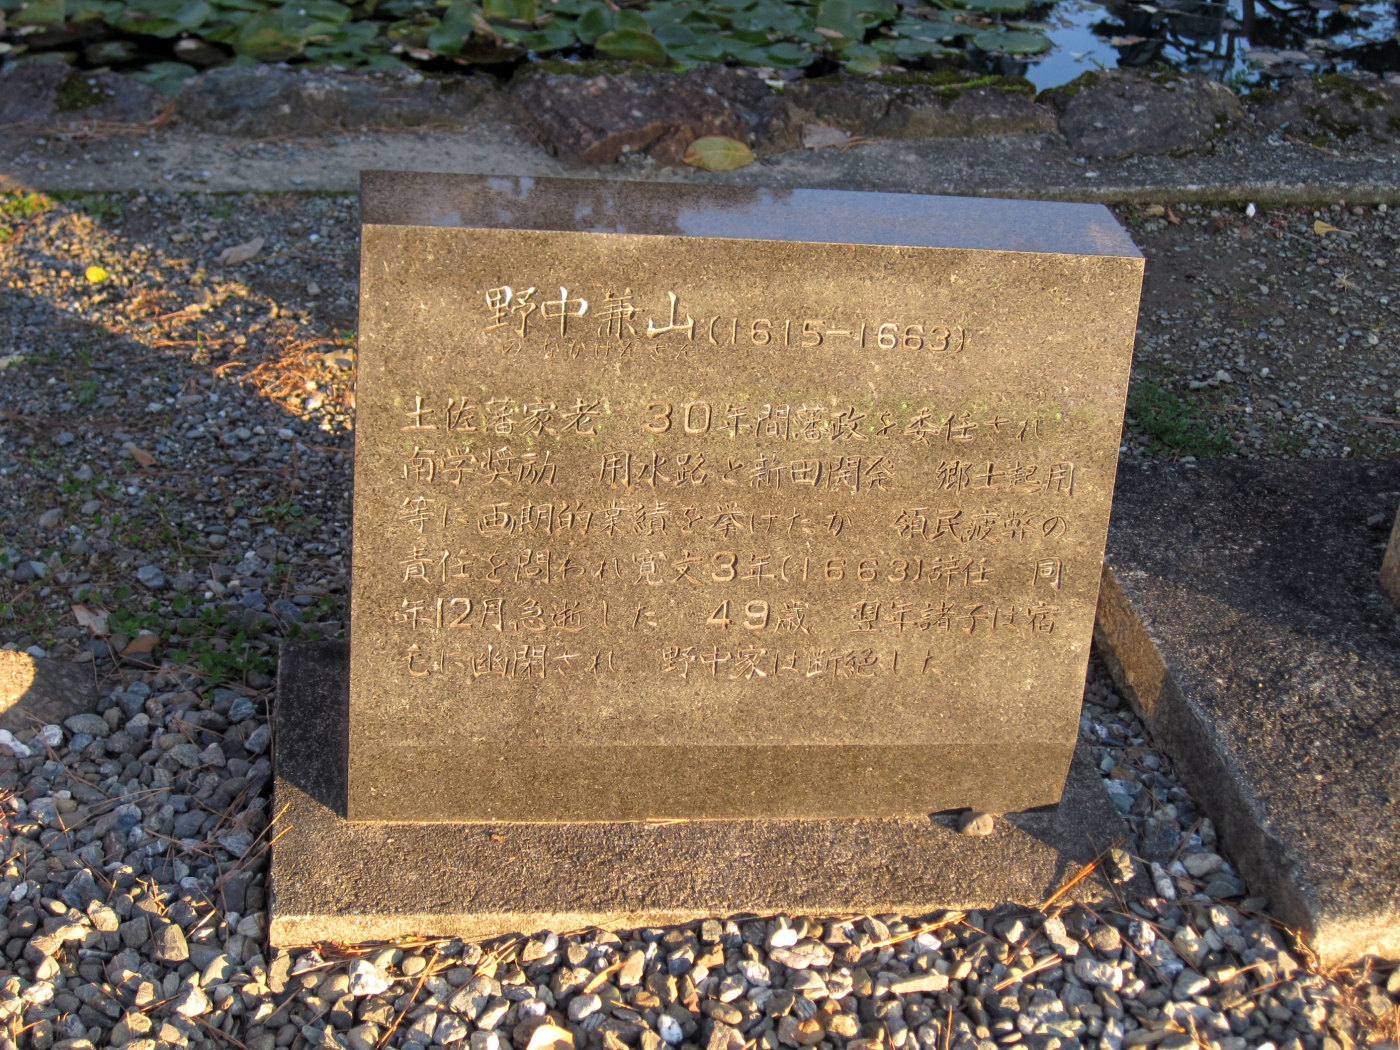 野中兼山(1615−1663)
のなかけんざん
土佐藩家老　30年間藩政を委任され
南学奨励　用水路と新田開発　郷士起用
等に画期的業績を挙げたが　領民疲弊の
責任を問われ寛文3年(1663)辞任　同
年12月急逝した　49歳　翌年諸子は宿
毛に幽閉され　野中家は断絶した